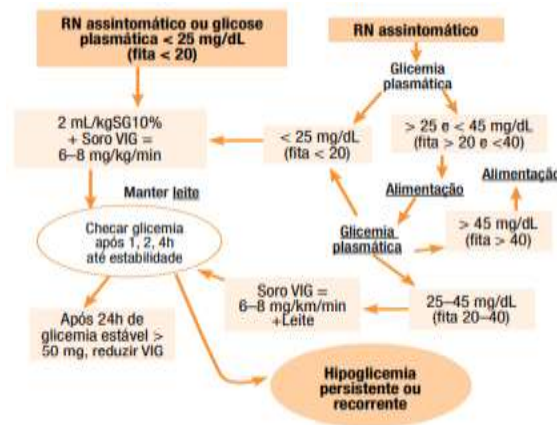 RN assintomático ou glicose
plasmática < 25 mg/dL
(fita < 20)
RN assintomático
Glicemia
plasmática
2 mL/kgSG10%
+ Soro VIG =
6–8 mg/kg/min
< 25 mg/dL
(fita < 20)
> 25 e < 45 mg/dL
(fita > 20 e <40)
Manter leite
Alimentação
Alimentação
Checar glicemia
após 1, 2, 4h
até estabilidade
Glicemia
plasmática
> 45 mg/dL
(fita > 40)
Soro VIG =
6–8 mg/km/min
+Leite
25–45 mg/dL
(fita 20–40)
Após 24h de
glicemia estável >
50 mg, reduzir VIG
Hipoglicemia
persistente ou
recorrente